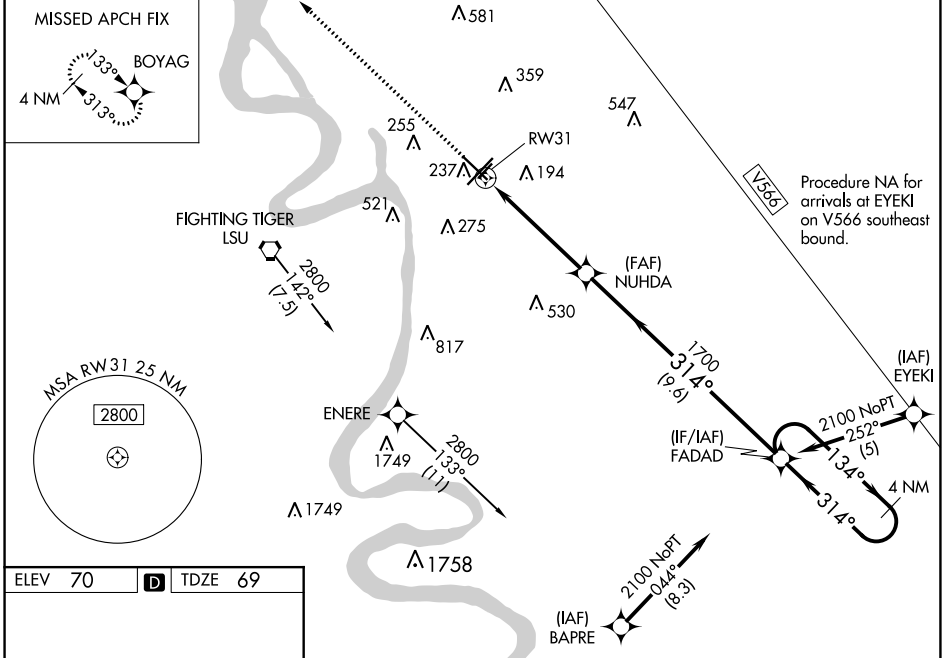 MISSED APCH FIX
133°
BOYAG
4 NM
313°
581
359
547
255
RW31
237
194
521
275
V566
Procedure NA for
arrivals at EYEKI
on V566 southeast
bound.
FIGHTING TIGER
LSU
2800
142°
(7.5)
(FAF)
NUHDA
530
817
1700
314°
(9.6)
(IAF)
EYEKI
MSA RW31 25 NM
2800
ENERE
2800
133°
(11)
1749
2100 NoPT
252°
(5)
(IF/IAF)
FADAD
134°
4 NM
314°
1749
1758
2100 NoPT
044°
(8.3)
(IAF)
BAPRE
ELEV 70 D TDZE 69